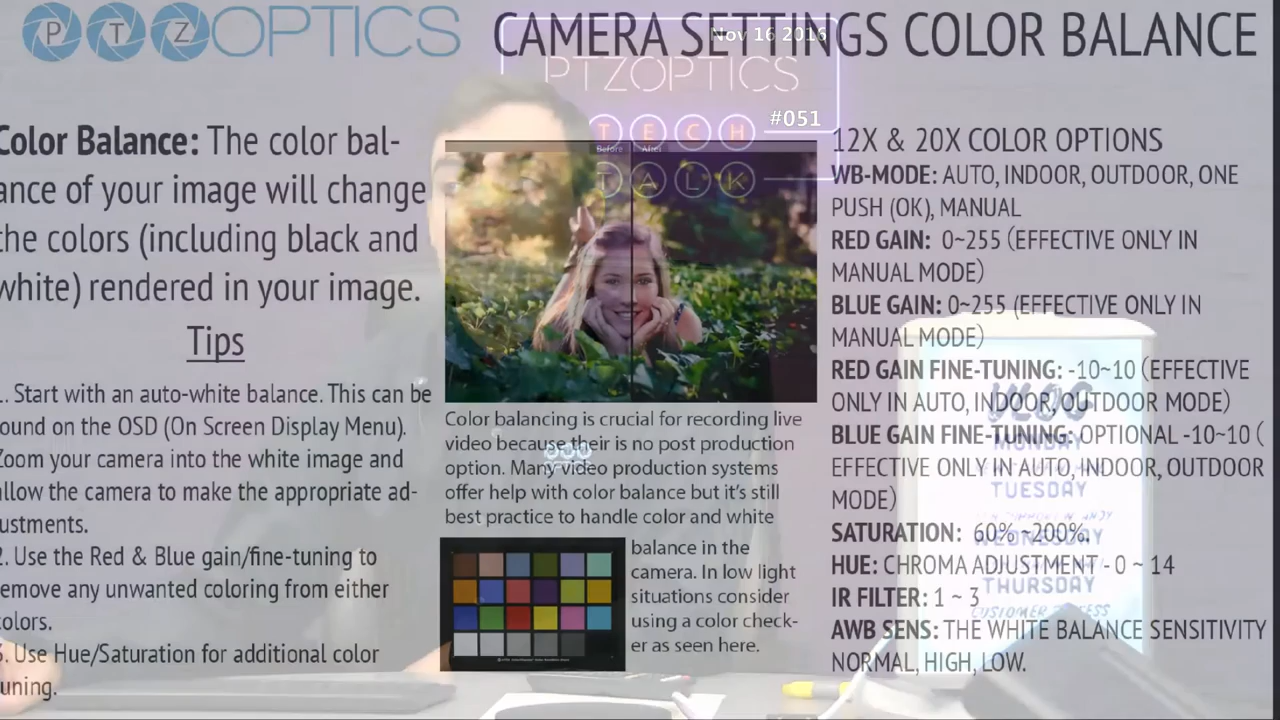 PTZOPTICS
CAMERA SETTINGS COLOR BALANCE
Nov 16 2016
PTZOPTICS
#051
TECH
TALK
Color Balance: The color bal-
ance of your image will change
the colors (including black and
white) rendered in your image.
Tips
1. Start with an auto-white balance. This can be
ound on the OSD (On Screen Display Menu).
Zoom your camera into the white image and
allow the camera to make the appropriate ad-
ustments.
2. Use the Red & Blue gain/fine-tuning to
remove any unwanted coloring from either
colors.
3. Use Hue/Saturation for additional color
tuning.
Before After
Color balancing is crucial for recording live
video because their is no post production
option. Many video production systems
offer help with color balance but it's still
best practice to handle color and white
balance in the
camera. In low light
situations consider
using a color check-
er as seen here.
12X & 20X COLOR OPTIONS
WB-MODE: AUTO, INDOOR, OUTDOOR, ONE
PUSH (OK), MANUAL
RED GAIN: 0~255 (EFFECTIVE ONLY IN
MANUAL MODE)
BLUE GAIN: 0~255 (EFFECTIVE ONLY IN
MANUAL MODE)
RED GAIN FINE-TUNING: -10~10 (EFFECTIVE
ONLY IN AUTO, INDOOR, OUTDOOR MODE)
BLUE GAIN FINE-TUNING: OPTIONAL -10~10 (
EFFECTIVE ONLY IN AUTO, INDOOR, OUTDOOR
MODE)
SATURATION: 60% ~200%.
HUE: CHROMA ADJUSTMENT - 0 ~ 14
IR FILTER: 1 ~ 3
AWB SENS: THE WHITE BALANCE SENSITIVITY
NORMAL, HIGH, LOW.
VLOG
MONDAY
TUESDAY
WEDNESDAY
THURSDAY
CUSTOMER